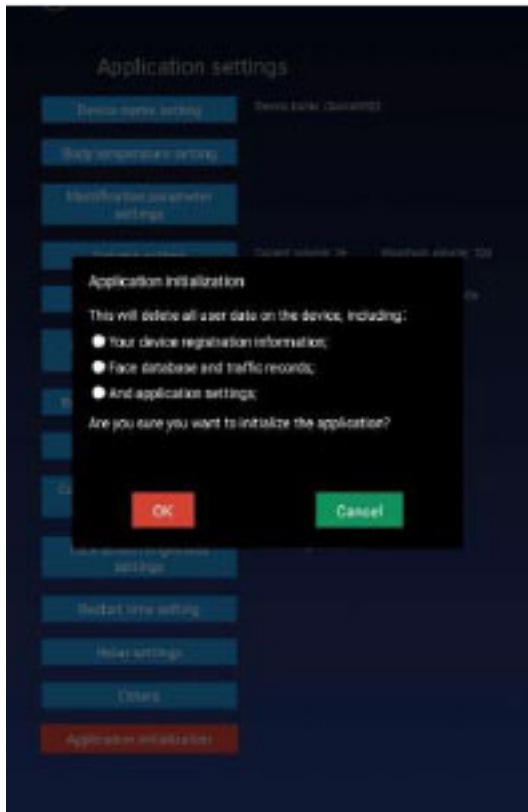 Application settings
Device name setting
Body temperature setting
Identification parameter
settings
Application initialization
This will delete all user data on the device, including:
Your device registration information;
Face database and traffic records;
And application settings;
Are you sure you want to initialize the application?
OK
Cancel
settings
Restart time setting
Relay settings
Others
Application initialization